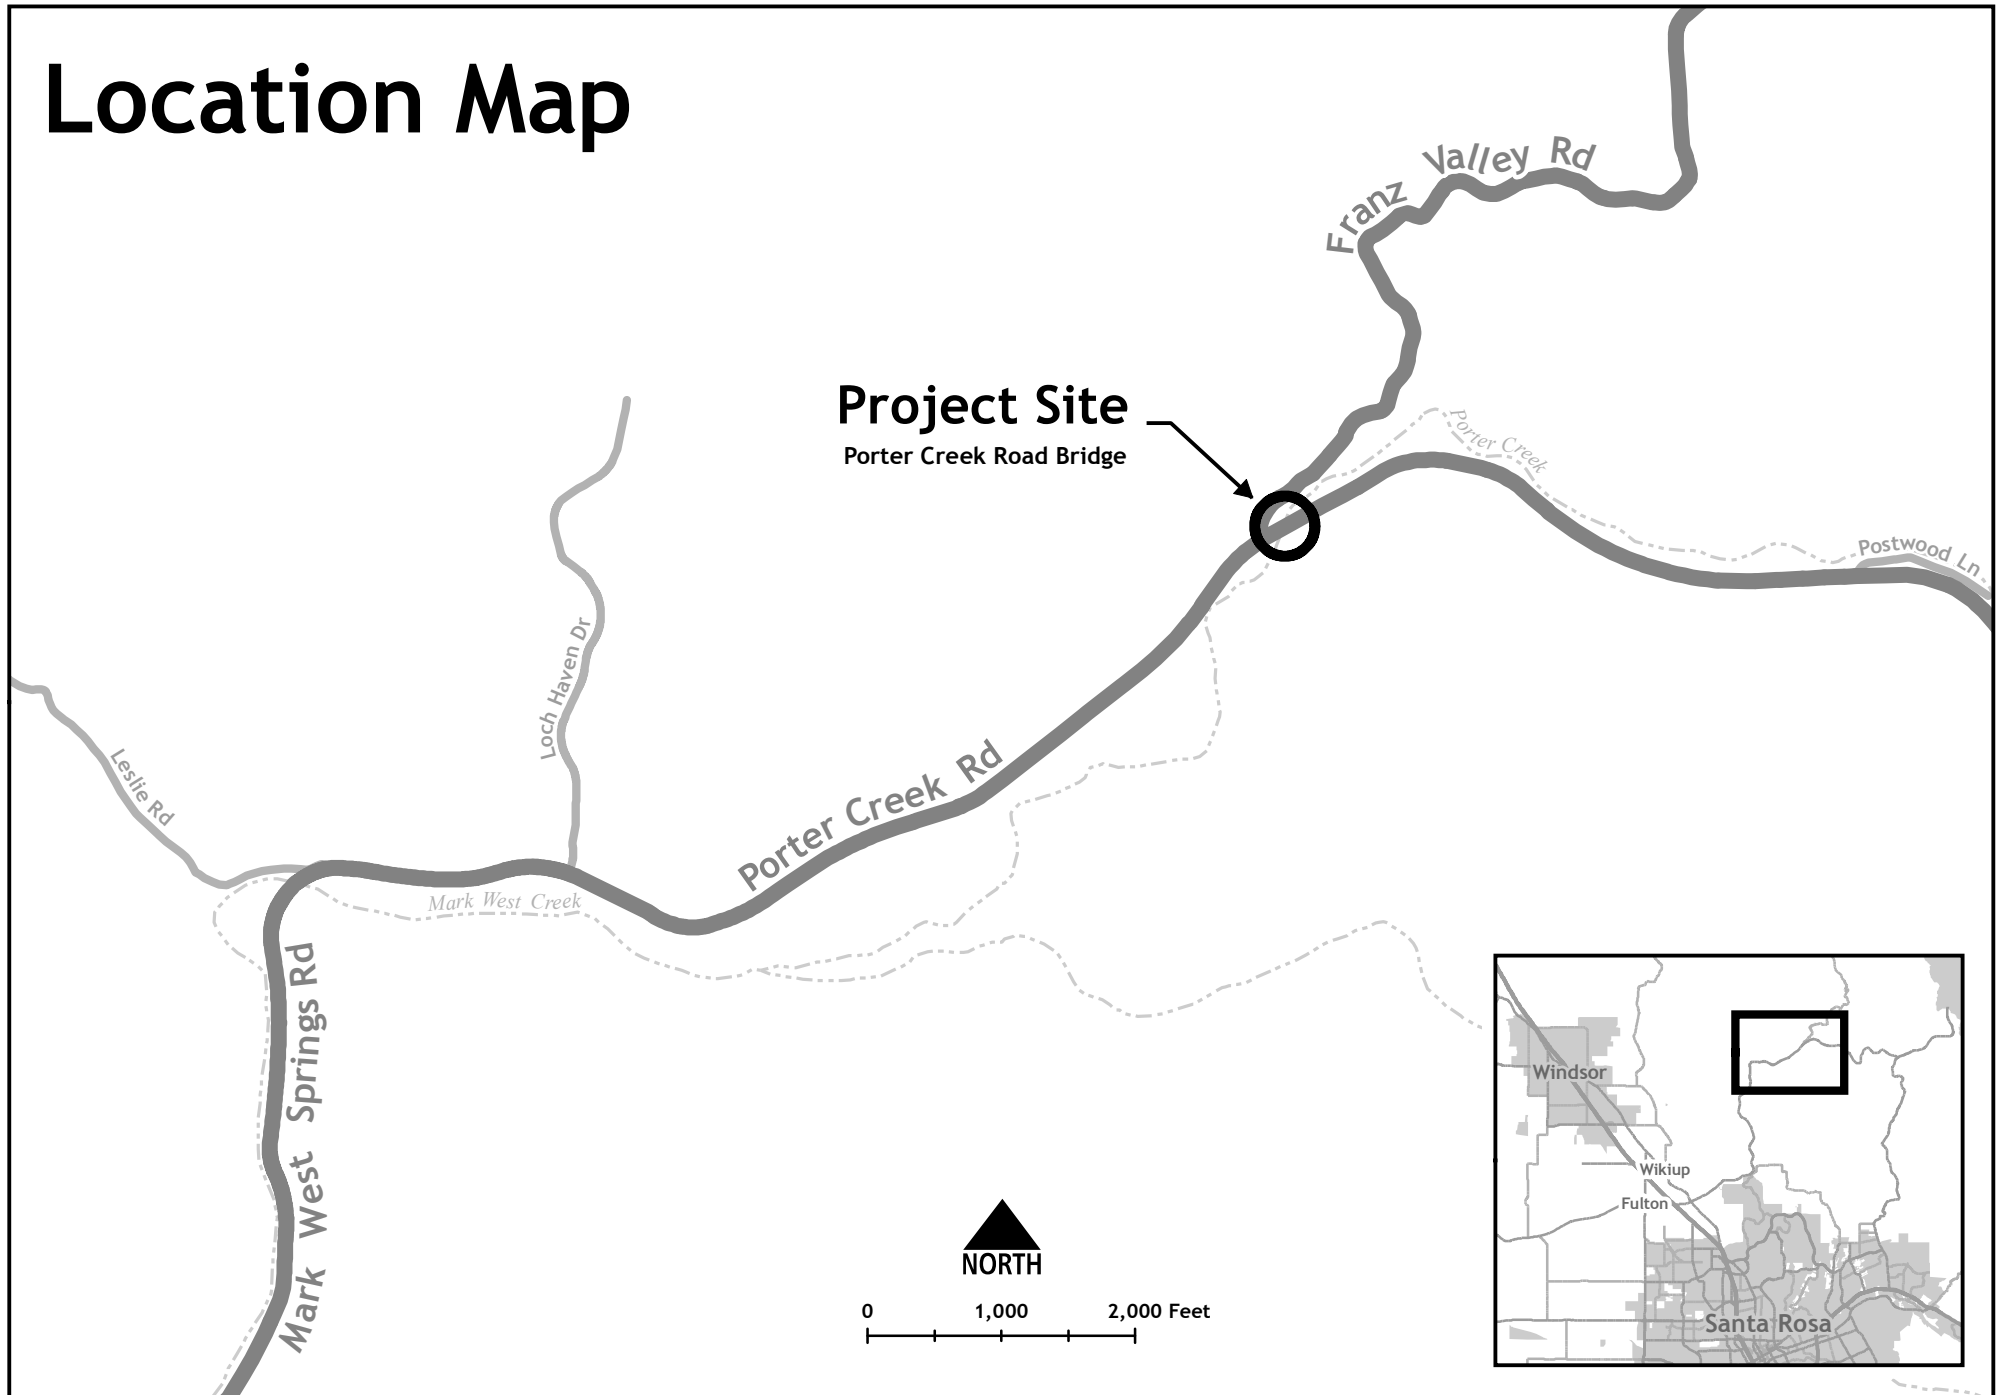 Location Map
Franz Valley Rd
Project Site
Porter Creek Road Bridge
Porter Creek
Postwood Ln
Loch Haven Dr
Leslie Rd
Porter Creek Rd
Mark West Creek
Mark West Springs Rd
Windsor
Wikiup
Fulton
Santa Rosa
NORTH
0 1,000 2,000 Feet